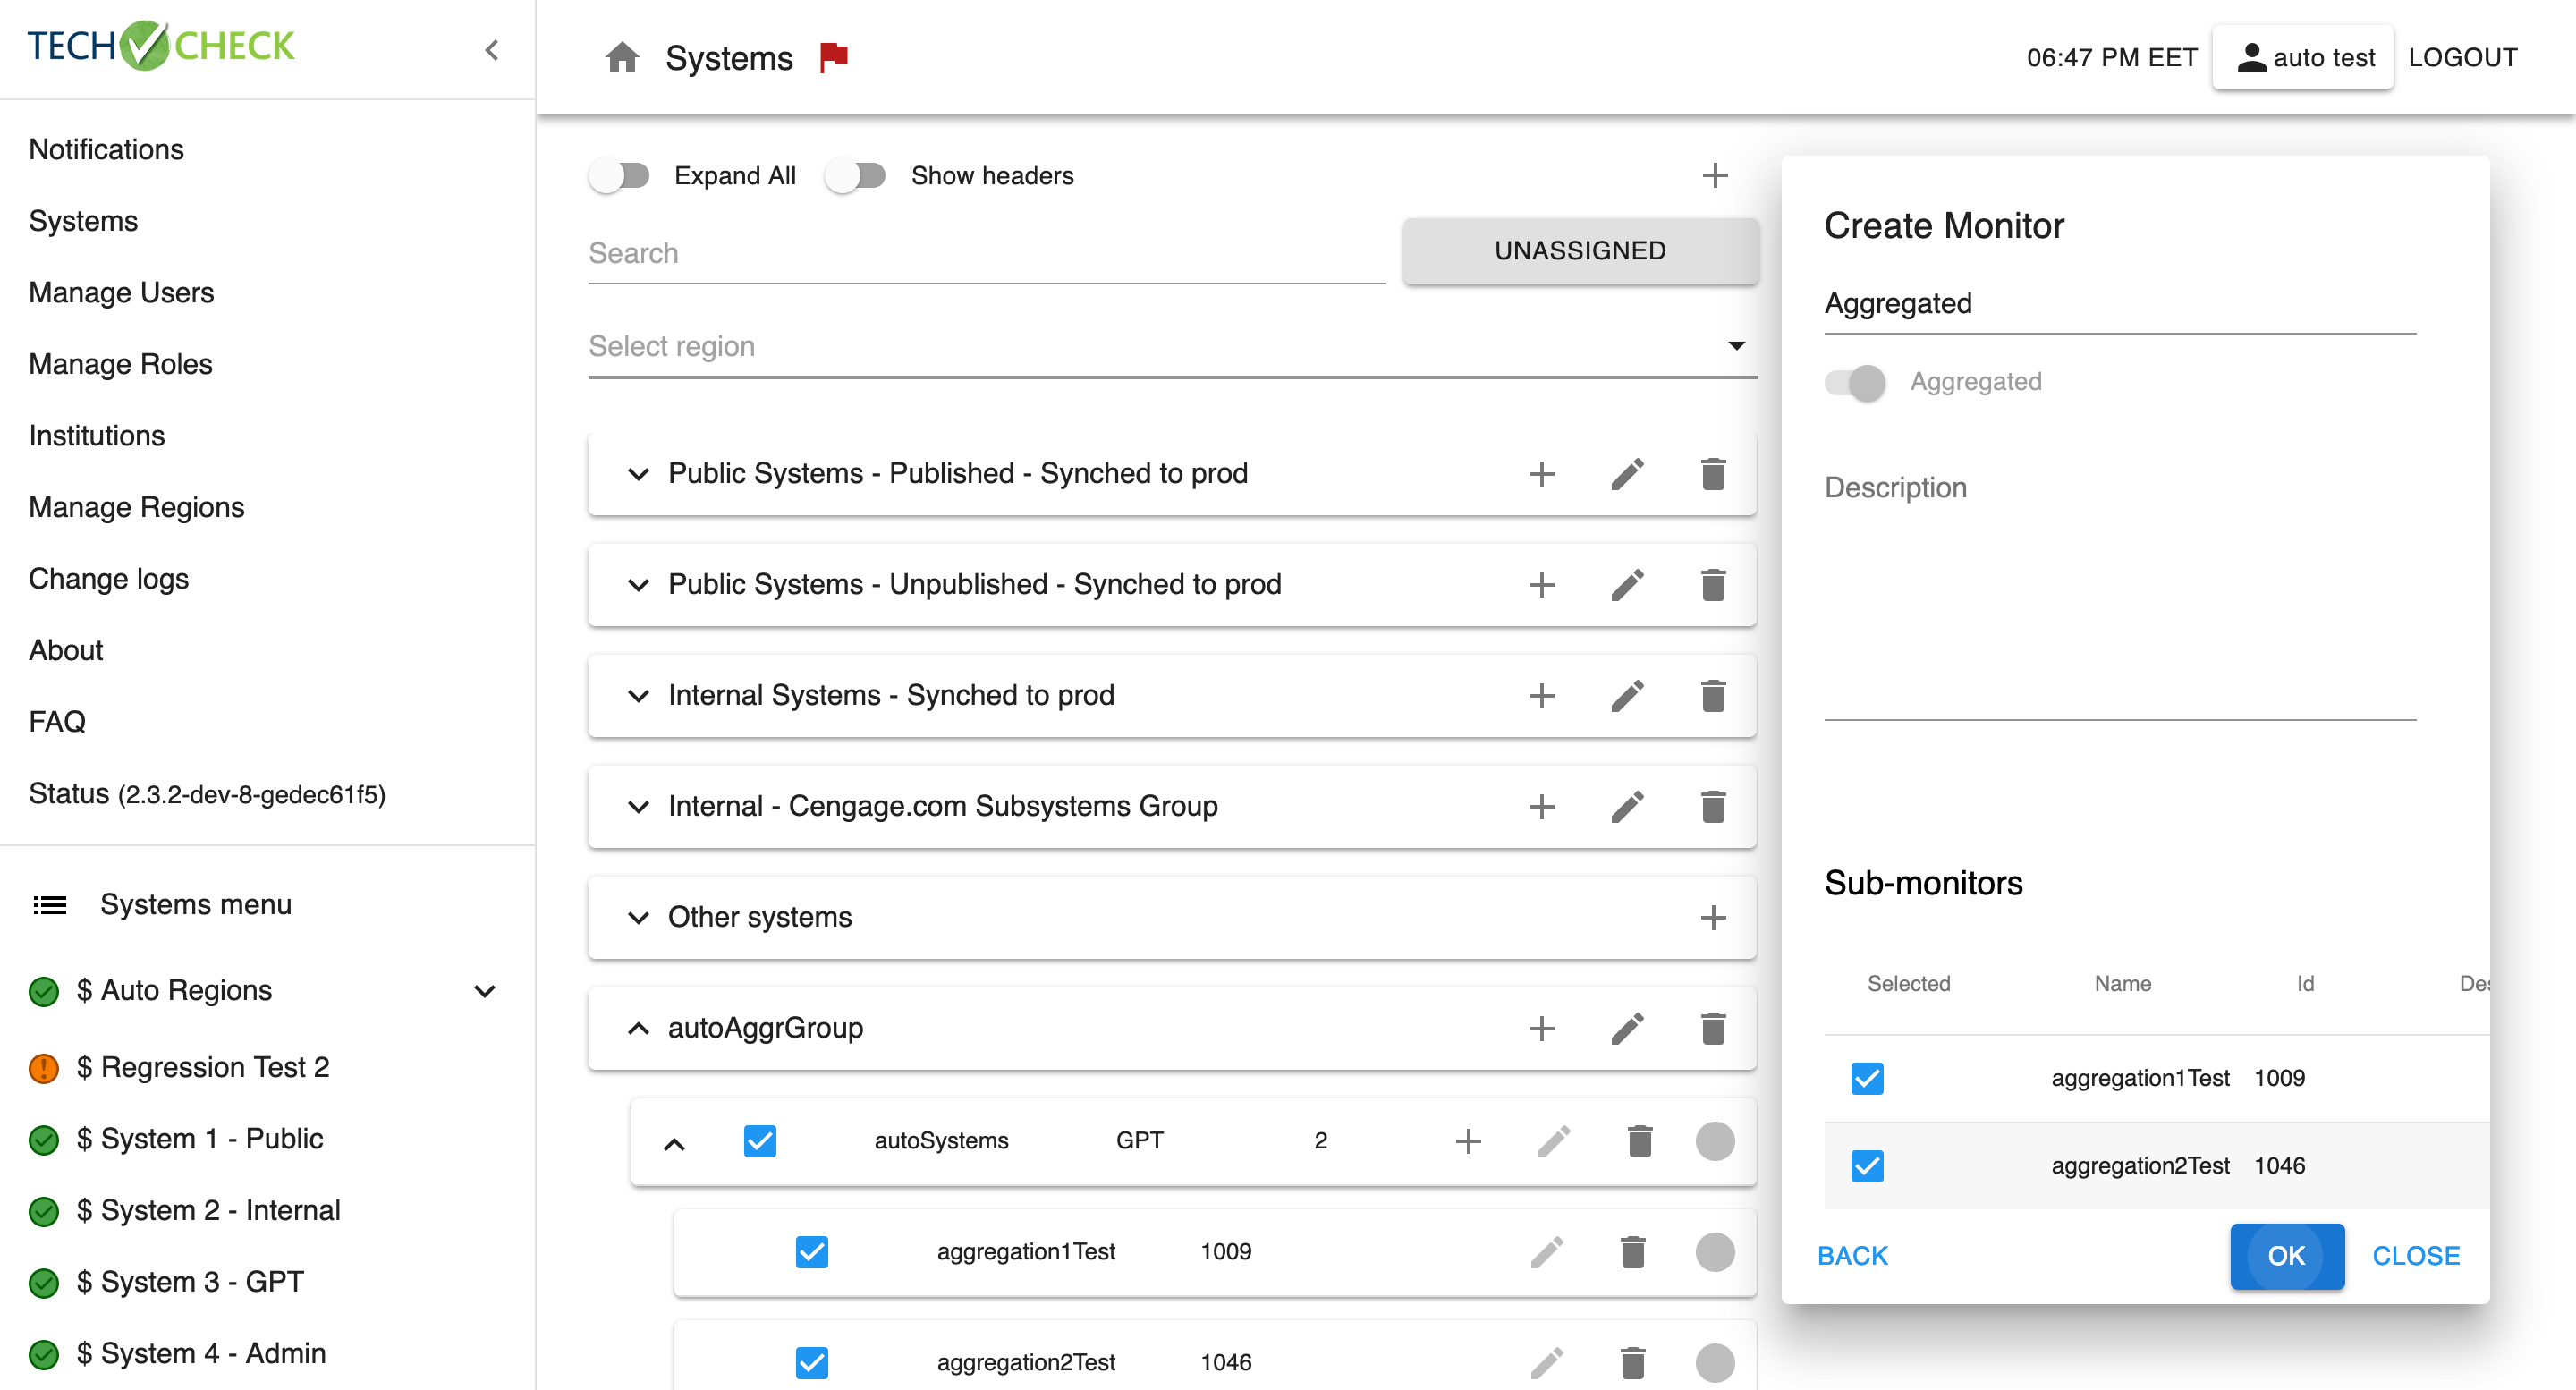 TECH CHECK
Notifications
Systems
Manage Users
Manage Roles
Institutions
Manage Regions
Change logs
About
FAQ
Status (2.3.2-dev-8-gedec61f5)
Systems menu
$ Auto Regions
$ Regression Test 2
$ System 1 - Public
$ System 2 - Internal
$ System 3 - GPT
$ System 4 - Admin
Systems
06:47 PM EET
auto test
LOGOUT
Expand All
Show headers
Search
UNASSIGNED
Select region
Public Systems - Published - Synched to prod
Public Systems - Unpublished - Synched to prod
Internal Systems - Synched to prod
Internal - Cengage.com Subsystems Group
Other systems
autoAggrGroup
autoSystems GPT 2
aggregation1Test 1009
aggregation2Test 1046
Create Monitor
Aggregated
Aggregated
Description
Sub-monitors
Selected Name Id Des
aggregation1Test 1009
aggregation2Test 1046
BACK OK CLOSE